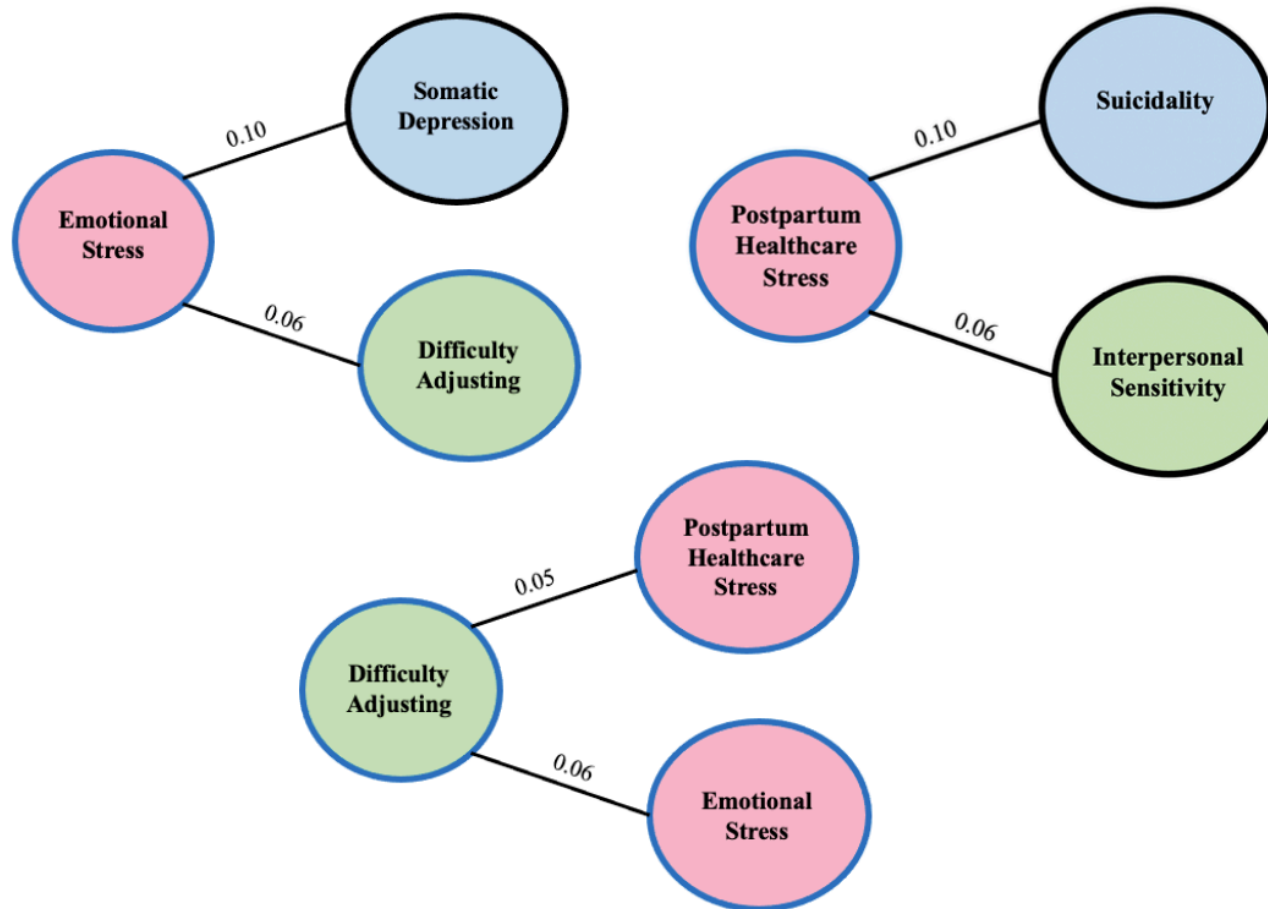 Somatic
Depression
0.10
Emotional
Stress
0.06
Difficulty
Adjusting
Suicidality
0.10
Postpartum
Healthcare
Stress
0.06
Interpersonal
Sensitivity
Postpartum
Healthcare
Stress
0.05
Difficulty
Adjusting
0.06
Emotional
Stress